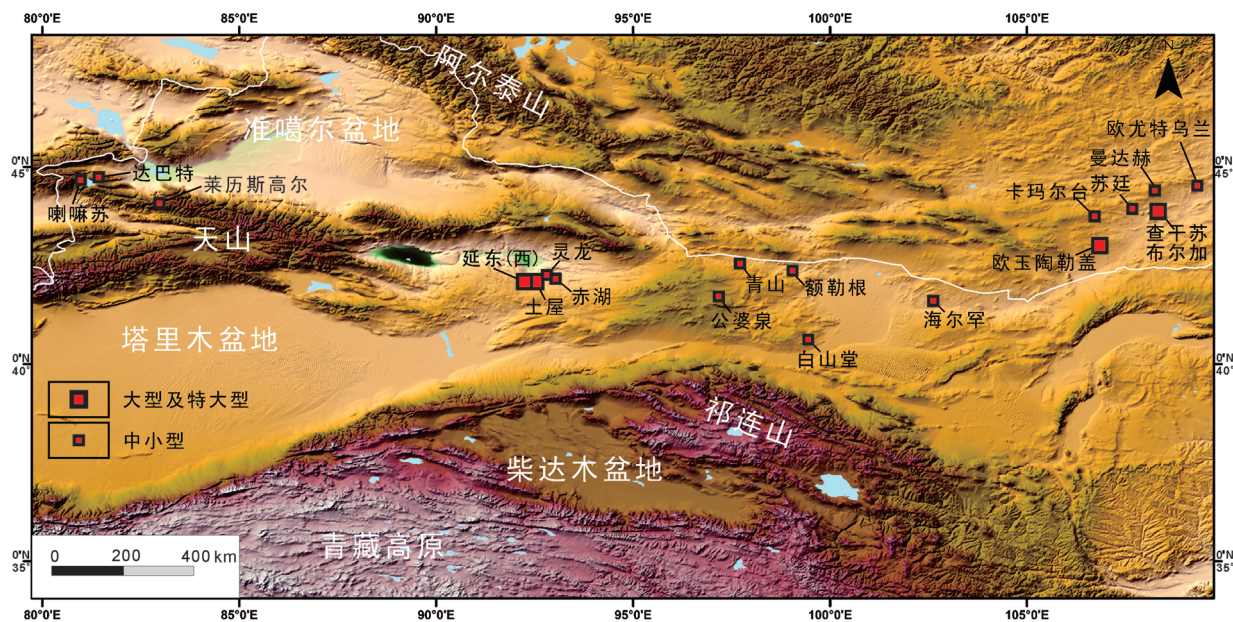 80°0'E 85°0'E 90°0'E 95°0'E 100°0'E 105°0'E
N
阿尔泰山
准噶尔盆地
欧尤特乌兰
曼达赫
0°N
45°
0°N
45°
达巴特
莱历斯高尔
卡玛尔台
苏廷
喇嘛苏
天山
查干苏
布尔加
延东(西)
灵龙
欧玉陶勒盖
土屋
赤湖
青山
额勒根
公婆泉
海尔罕
塔里木盆地
白山堂
0°N
40°
0°N
40°
大型及特大型
祁连山
中小型
柴达木盆地
青藏高原
0 200 400 km
0°N
35°
0°N
35°
80°0'E 85°0'E 90°0'E 95°0'E 100°0'E 105°0'E